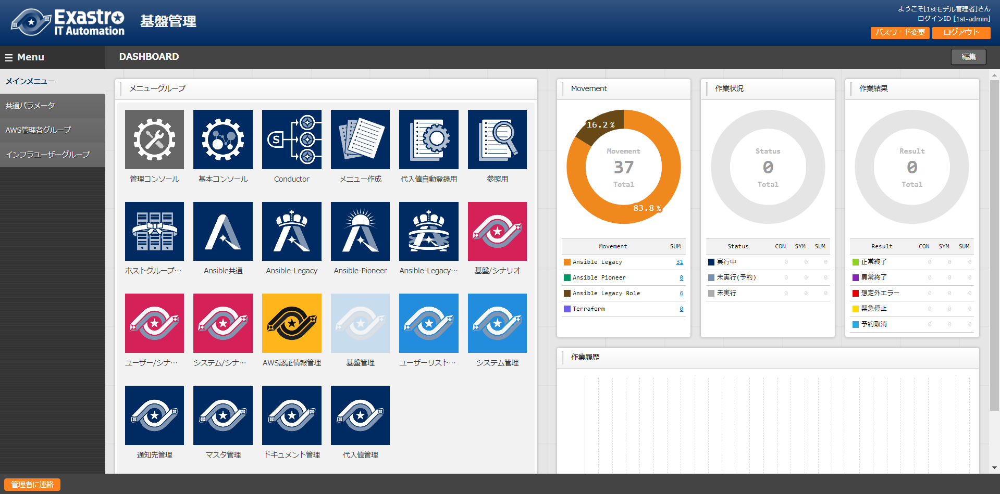 Exastro
IT Automation
基盤管理
ようこそ[1stモデル管理者]さん
ログインID [1st-admin]
パスワード変更
ログアウト
Menu
DASHBOARD
編集
メインメニュー
共通パラメータ
AWS管理者グループ
インフラユーザーグループ
メニューグループ
管理コンソール
基本コンソール
S
Conductor
メニュー作成
代入値自動登録用
参照用
ホストグループ…
Ansible共通
Ansible-Legacy
Ansible-Pioneer
Ansible-Legacy…
基盤/シナリオ
ユーザー/シナ…
システム/シナ…
AWS認証情報管理
基盤管理
ユーザーリスト…
システム管理
通知先管理
マスタ管理
ドキュメント管理
代入値管理
Movement
16.2 %
Movement
37
Total
83.8 %
Movement SUM
Ansible Legacy 31
Ansible Pioneer 0
Ansible Legacy Role 6
Terraform 0
作業状況
Status
0
Total
Status CON SYM SUM
実行中 0 0 0
未実行(予約) 0 0 0
未実行 0 0 0
作業結果
Result
0
Total
Result CON SYM SUM
正常終了 0 0 0
異常終了 0 0 0
想定外エラー 0 0 0
緊急停止 0 0 0
予約取消 0 0 0
作業履歴
管理者に連絡